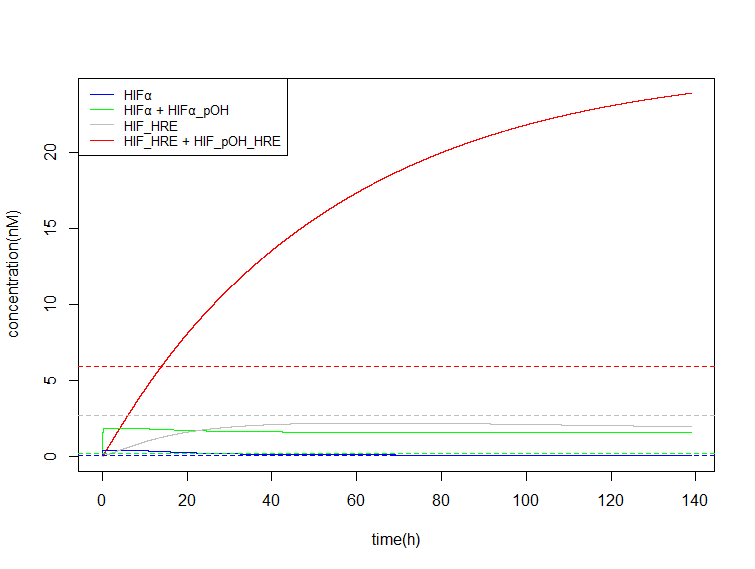 HIFα
HIFα + HIFα_pOH
HIF_HRE
HIF_HRE + HIF_pOH_HRE
concentration(nM)
20
15
10
5
0
0 20 40 60 80 100 120 140
time(h)